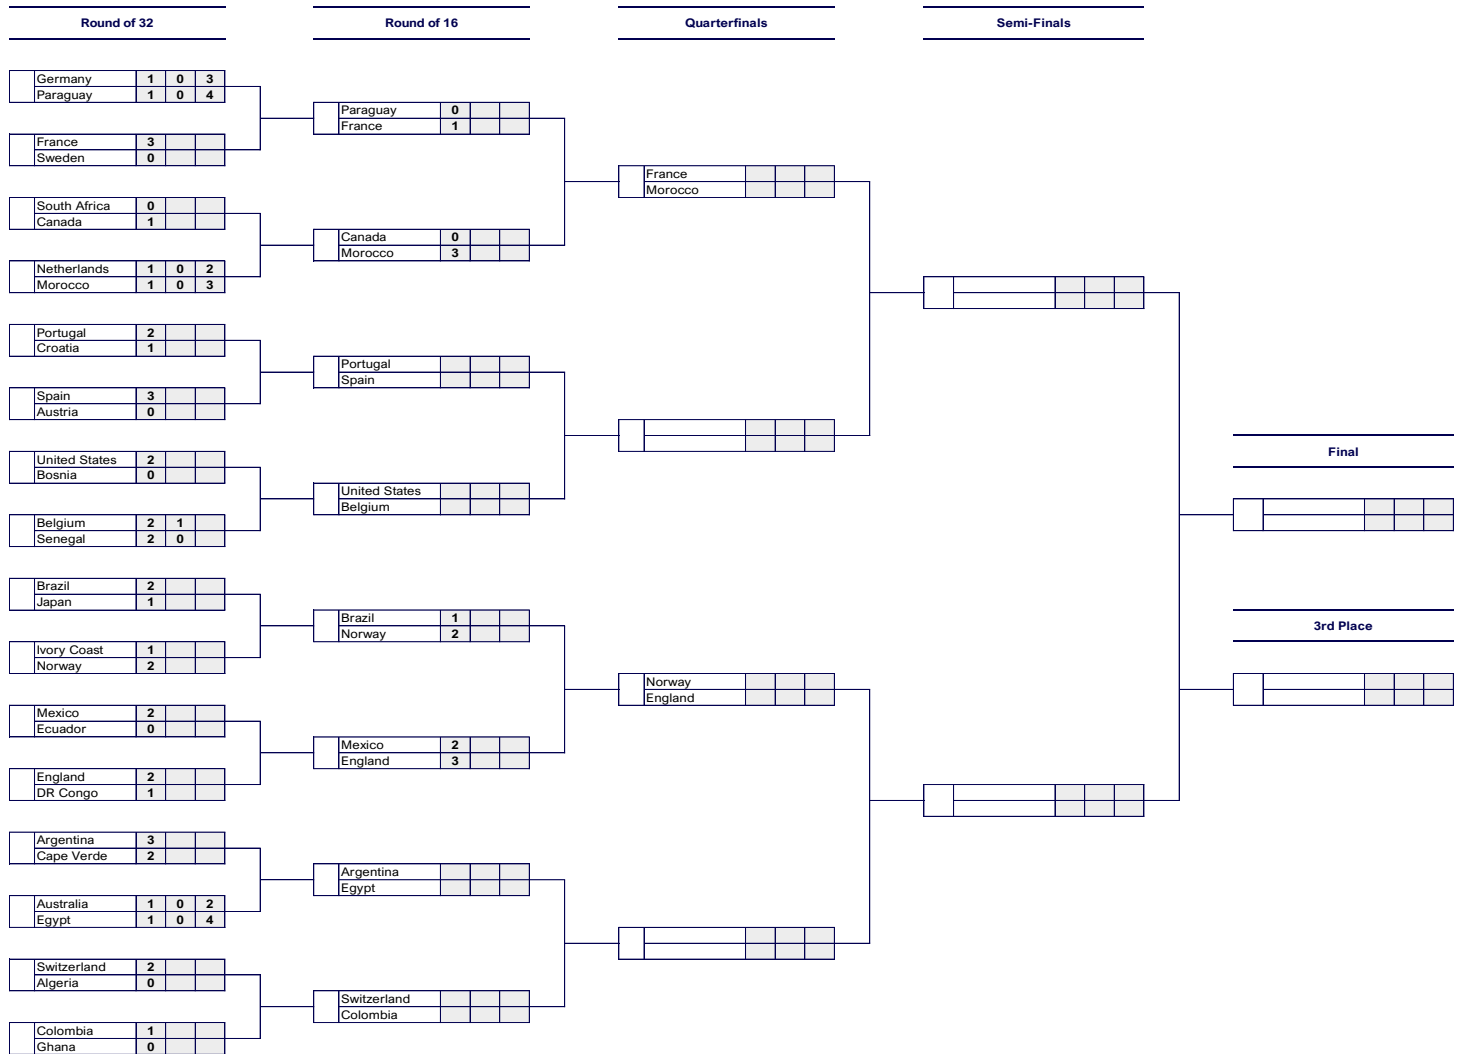 Round of 32
Round of 16
Quarterfinals
Semi-Finals
Germany 1 0 3
Paraguay 1 0 4
France 3
Sweden 0
South Africa 0
Canada 1
Netherlands 1 0 2
Morocco 1 0 3
Portugal 2
Croatia 1
Spain 3
Austria 0
United States 2
Bosnia 0
Belgium 2 1
Senegal 2 0
Brazil 2
Japan 1
Ivory Coast 1
Norway 2
Mexico 2
Ecuador 0
England 2
DR Congo 1
Argentina 3
Cape Verde 2
Australia 1 0 2
Egypt 1 0 4
Switzerland 2
Algeria 0
Colombia 1
Ghana 0
Paraguay 0
France 1
Canada 0
Morocco 3
Portugal
Spain
United States
Belgium
Brazil 1
Norway 2
Mexico 2
England 3
Argentina
Egypt
Switzerland
Colombia
France
Morocco
Norway
England
Final
3rd Place